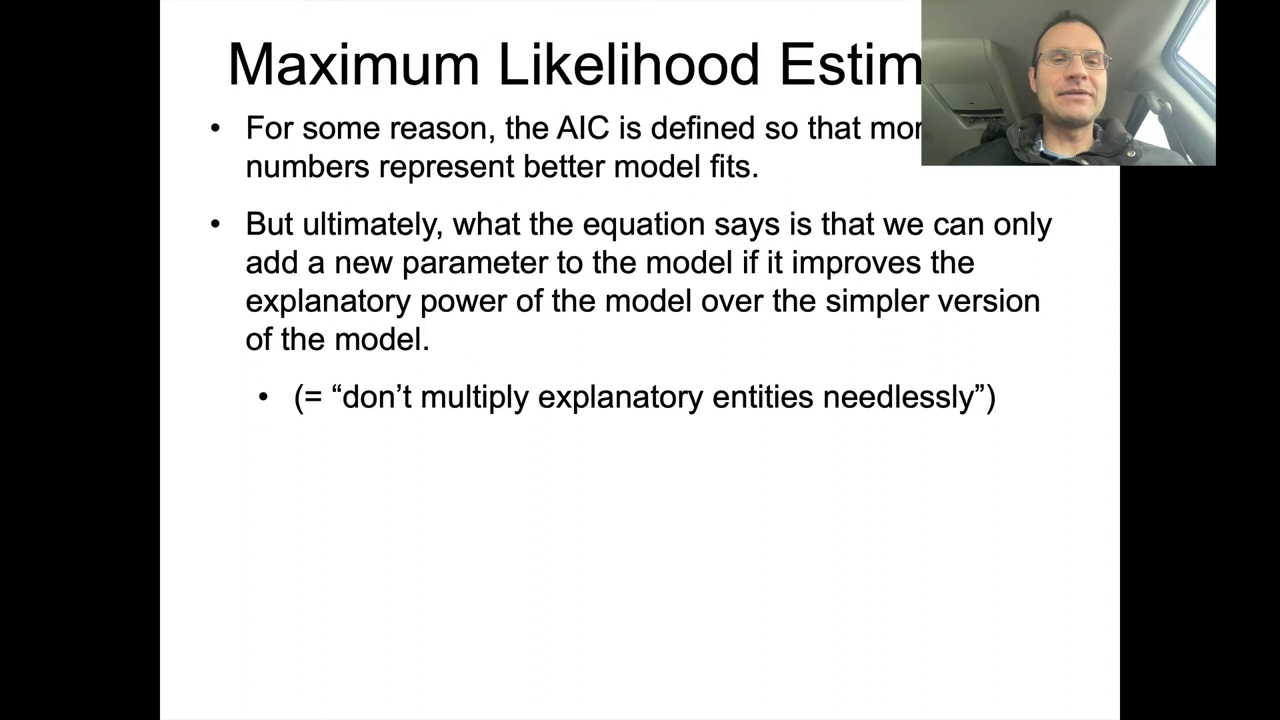 Maximum Likelihood Estim
• For some reason, the AIC is defined so that mor
numbers represent better model fits.
• But ultimately, what the equation says is that we can only
add a new parameter to the model if it improves the
explanatory power of the model over the simpler version
of the model.
• (= “don’t multiply explanatory entities needlessly”)